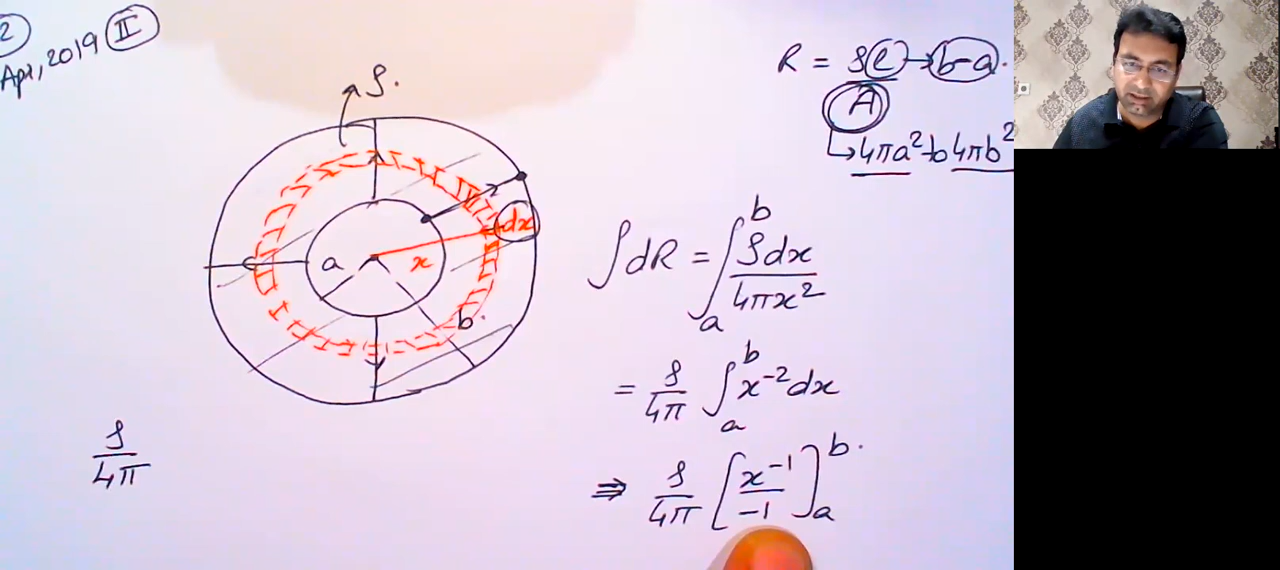 2
Apr, 2019 II
ρ.
a
x
dx
b.
R = ρℓ → b-a.
A
↳ 4πa² to 4πb²
∫dR = ∫ₐᵇ ρdx / 4πx²
= ρ/4π ∫ₐᵇ x⁻² dx
⇒ ρ/4π [x⁻¹/-1]ₐᵇ.
ρ/4π